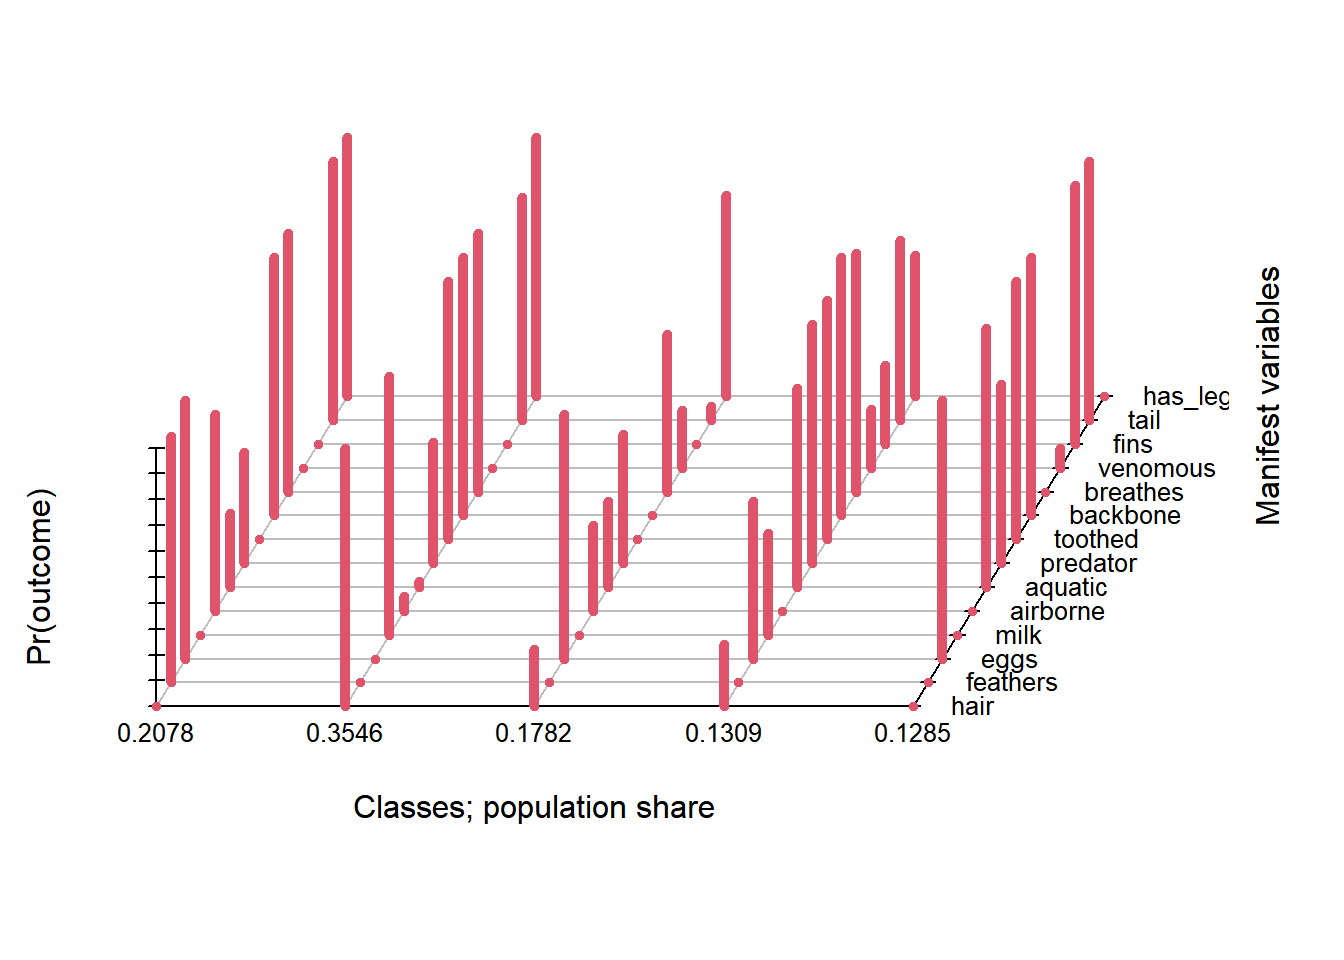 has_leg
tail
fins
venomous
breathes
backbone
toothed
predator
aquatic
airborne
milk
eggs
feathers
hair
Manifest variables
Pr(outcome)
0.2078 0.3546 0.1782 0.1309 0.1285
Classes; population share